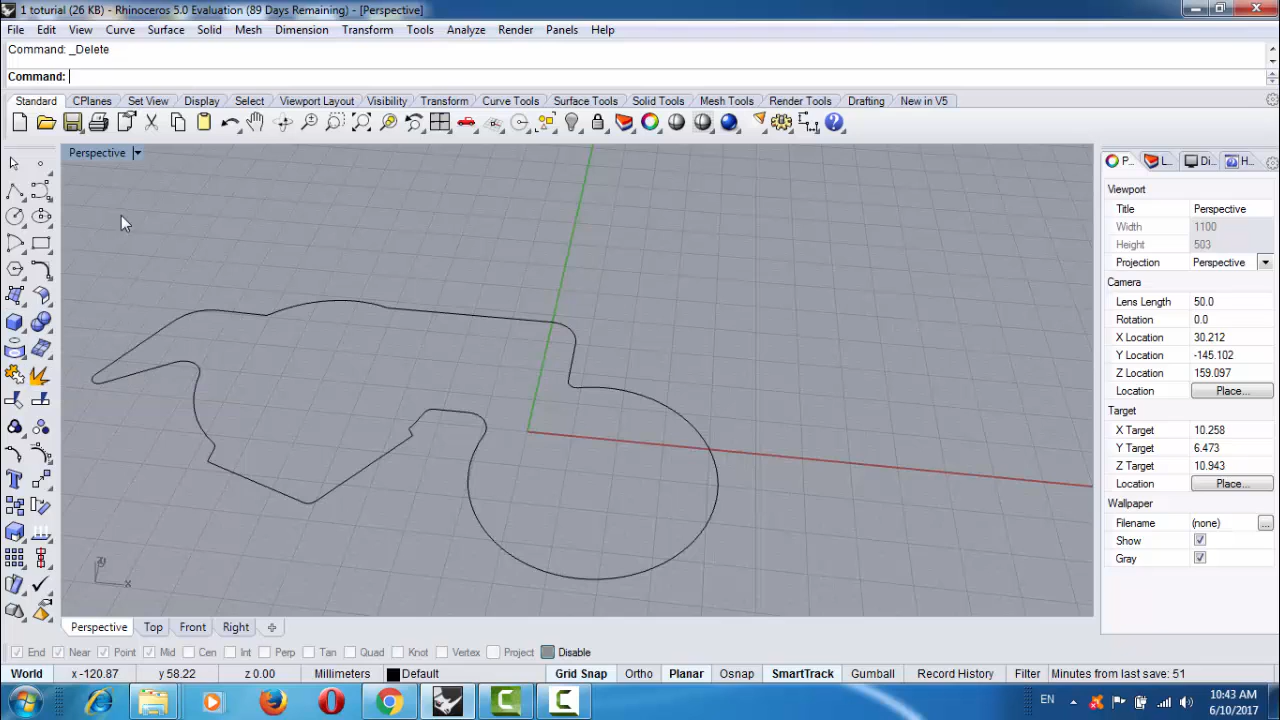 1 toturial (26 KB) - Rhinoceros 5.0 Evaluation (89 Days Remaining) - [Perspective]
File Edit View Curve Surface Solid Mesh Dimension Transform Tools Analyze Render Panels Help
Command: _Delete
Command:
Standard CPlanes Set View Display Select Viewport Layout Visibility Transform Curve Tools Surface Tools Solid Tools Mesh Tools Render Tools Drafting New in V5
Perspective
P... L... Di... H...
Viewport
Title Perspective
Width 1100
Height 503
Projection Perspective
Camera
Lens Length 50.0
Rotation 0.0
X Location 30.212
Y Location -145.102
Z Location 159.097
Location Place...
Target
X Target 10.258
Y Target 6.473
Z Target 10.943
Location Place...
Wallpaper
Filename (none) ...
Show
Gray
x
Perspective Top Front Right
End Near Point Mid Cen Int Perp Tan Quad Knot Vertex Project Disable
World x -120.87 y 58.22 z 0.00 Millimeters Default Grid Snap Ortho Planar Osnap SmartTrack Gumball Record History Filter Minutes from last save: 51
EN 10:43 AM
6/10/2017